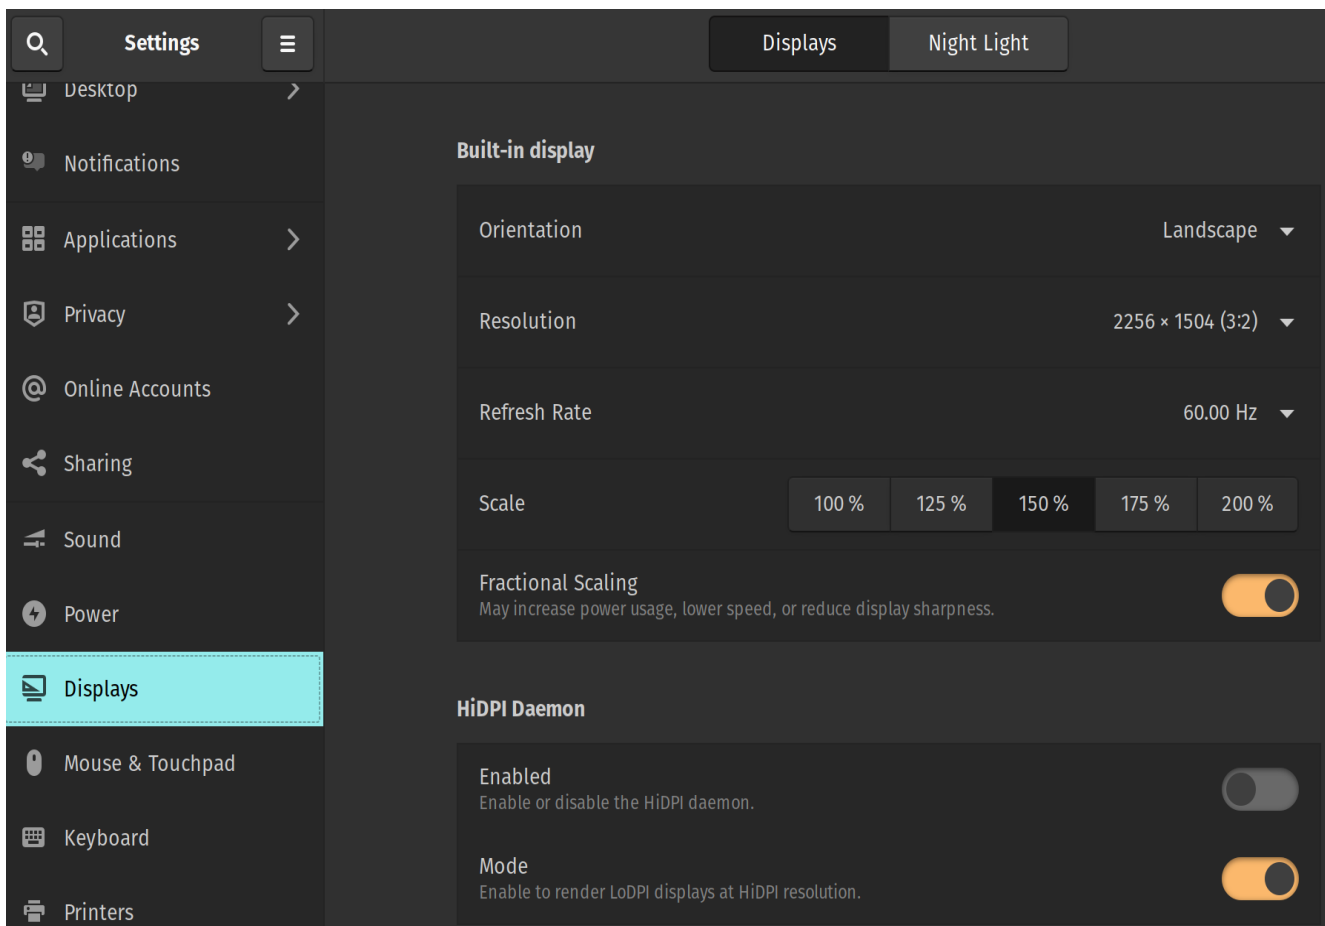 Settings
Displays
Night Light
Desktop
Notifications
Applications
Privacy
Online Accounts
Sharing
Sound
Power
Displays
Mouse & Touchpad
Keyboard
Printers
Built-in display
Orientation
Landscape
Resolution
2256 × 1504 (3:2)
Refresh Rate
60.00 Hz
Scale
100 %
125 %
150 %
175 %
200 %
Fractional Scaling
May increase power usage, lower speed, or reduce display sharpness.
HiDPI Daemon
Enabled
Enable or disable the HiDPI daemon.
Mode
Enable to render LoDPI displays at HiDPI resolution.